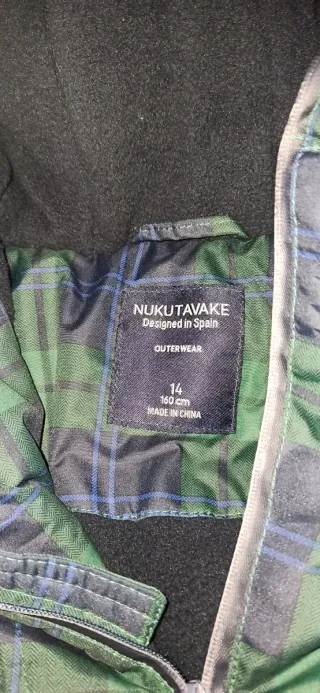 NUKUTAVAKE
Designed in Spain
OUTERWEAR
14
160 cm
MADE IN CHINA